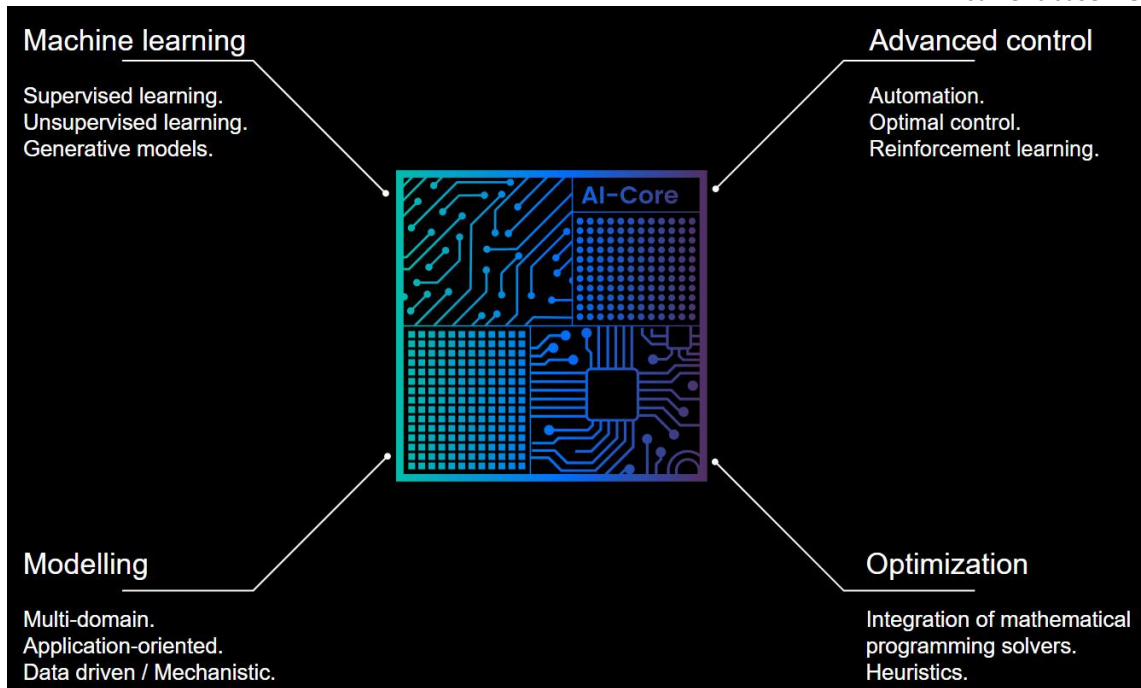 Machine learning
Supervised learning.
Unsupervised learning.
Generative models.
Advanced control
Automation.
Optimal control.
Reinforcement learning.
AI-Core
Modelling
Multi-domain.
Application-oriented.
Data driven / Mechanistic.
Optimization
Integration of mathematical
programming solvers.
Heuristics.